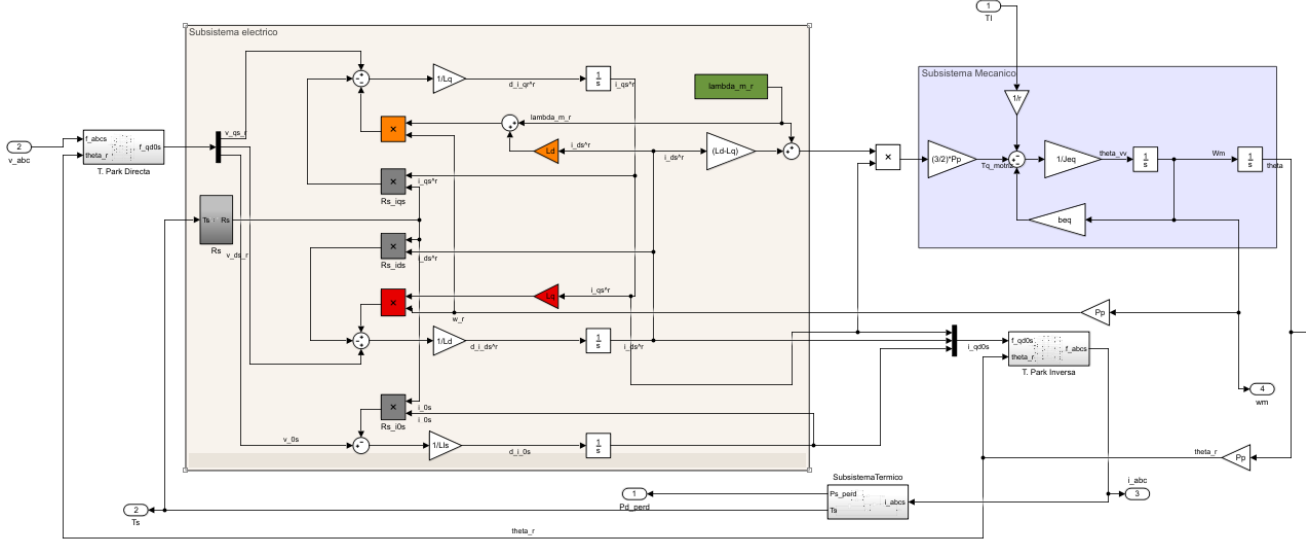 1
Tl
Subsistema electrico
Subsistema Mecanico
1/Lq
d_i_qr^r
1
s
i_qs^r
lambda_m_r
1/r
2
v_abc
f_abcs
theta_r
f_qd0s
T. Park Directa
v_qs_r
×
lambda_m_r
Ld
i_ds^r
i_ds^r
(Ld-Lq)
×
(3/2)*Pp
1/Jeq
theta_vv
1
s
Wm
1
s
theta
×
Rs_iqs
i_qs^r
beq
Ts
Rs
Rs
v_ds_r
×
Rs_ids
i_ds^r
×
Lq
i_qs^r
w_r
Pp
1/Ld
d_i_ds^r
1
s
i_ds^r
i_qd0s
f_qd0s
theta_r
f_abcs
T. Park Inversa
4
wm
×
Rs_i0s
i_0s
i_0s
v_0s
1/Lls
d_i_0s
1
s
theta_r
Pp
SubsistemaTermico
1
Pd_perd
Ps_perd
Ts
i_abcs
i_abc
3
2
Ts
theta_r